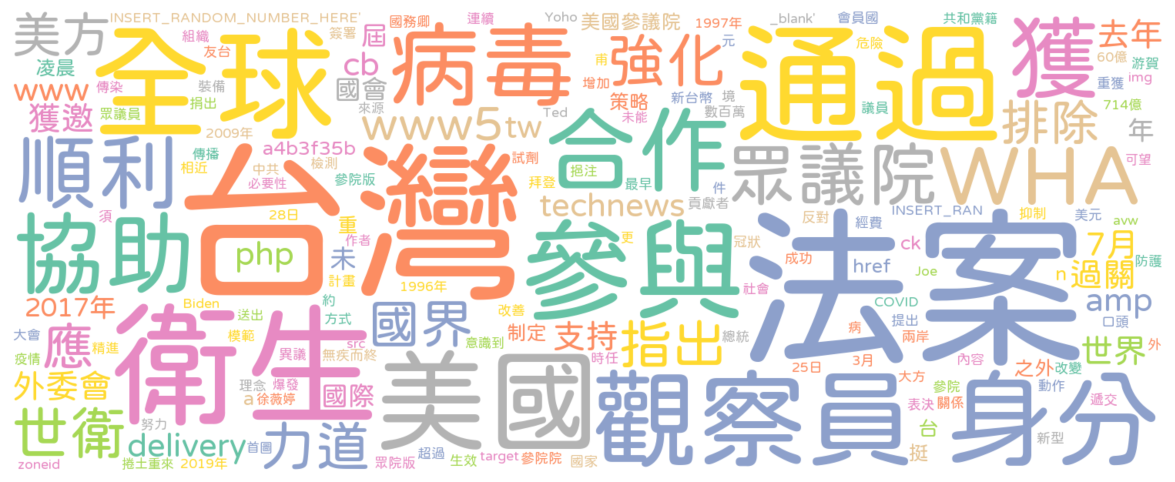 美方
INSERT_RANDOM_NUMBER_HERE
組織
友台
簽署
國務卿
連續
Yoho
美國參議院
1997年
_blank'
會員國
共和黨籍
全球
病毒
強化
元
通過
危險
獲
去年
60億
游賀
凌晨
傳染
www
裝備
國會
屆
cb
來源
甬
增加
策略
新台幣
境
數百萬
議員
重獲
img
714億
獲邀
眾議員
捐出
2009年
www5
tw
Ted
未能
合作
排除
年
順利
傳播
相近
a4b3f35b
中共
檢測
必要性
參院版
試劑
挹注
拜登
最早
件
眾議院
WHA
可望
台灣
technews
貢獻者
28日
重
須
作者
更
冠狀
反對
經費
INSERT_RAN
抑制
美元
avw
協助
php
未
計畫
1996年
參與
社會
成功
法案
ck
href
Joe
n
7月
過關
防護
2017年
Biden
約
送出
方式
國界
改善
意識到
制定
支持
指出
總統
COVID
提出
amp
口頭
大會
應
疫情
精進
衛生
模範
src
異議
無疾而終
時任
病
3月
兩岸
25日
內容
之外
改變
世界
外
外委會
理念
爆發
a
徐薇婷
國際
美國
觀察員
大方
表決
參院
關係
動作
遞交
身分
世衛
delivery
努力
首圖
力道
台
挺
新型
zoneid
捲土重來
2019年
眾院版
超過
生效
target
參院院
國家